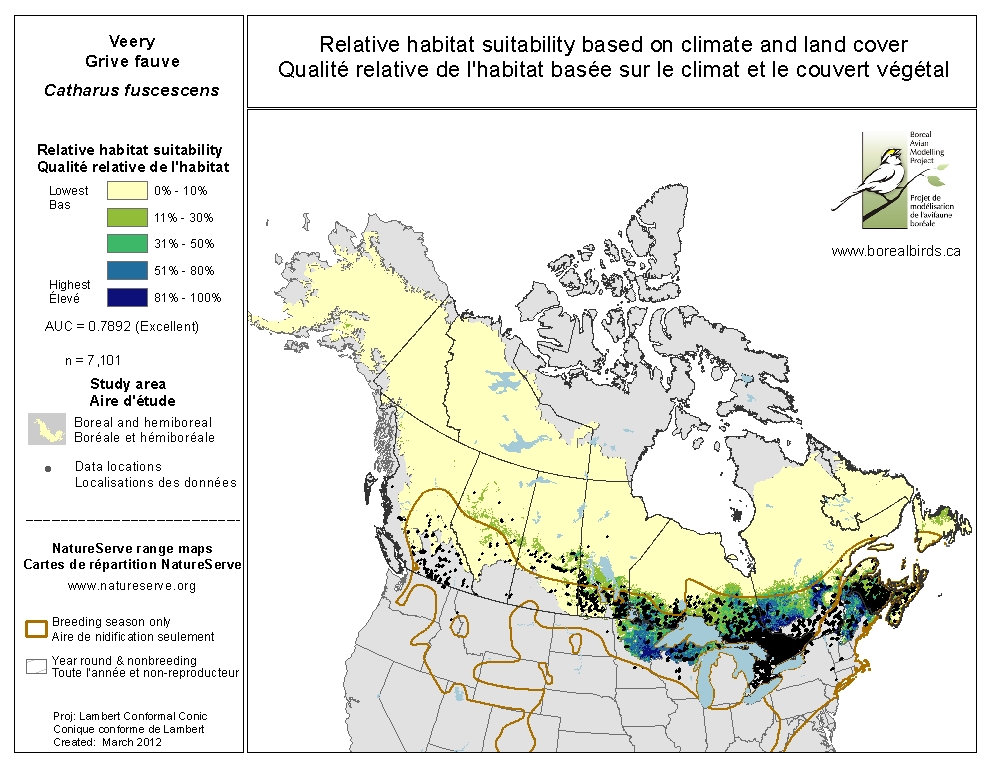 Veery
Grive fauve
Catharus fuscescens
Relative habitat suitability
Qualité relative de l'habitat
Lowest
Bas
0% - 10%
11% - 30%
31% - 50%
51% - 80%
Highest
Élevé
81% - 100%
AUC = 0.7892 (Excellent)
n = 7,101
Study area
Aire d'étude
Boreal and hemiboreal
Boréale et hémiboréale
Data locations
Localisations des données
NatureServe range maps
Cartes de répartition NatureServe
www.natureserve.org
Breeding season only
Aire de nidification seulement
Year round & nonbreeding
Toute l'année et non-reproducteur
Proj: Lambert Conformal Conic
Conique conforme de Lambert
Created: March 2012
Relative habitat suitability based on climate and land cover
Qualité relative de l'habitat basée sur le climat et le couvert végétal
Boreal
Avian
Modelling
Project
Projet de
modélisation
de l'avifaune
boréale
www.borealbirds.ca